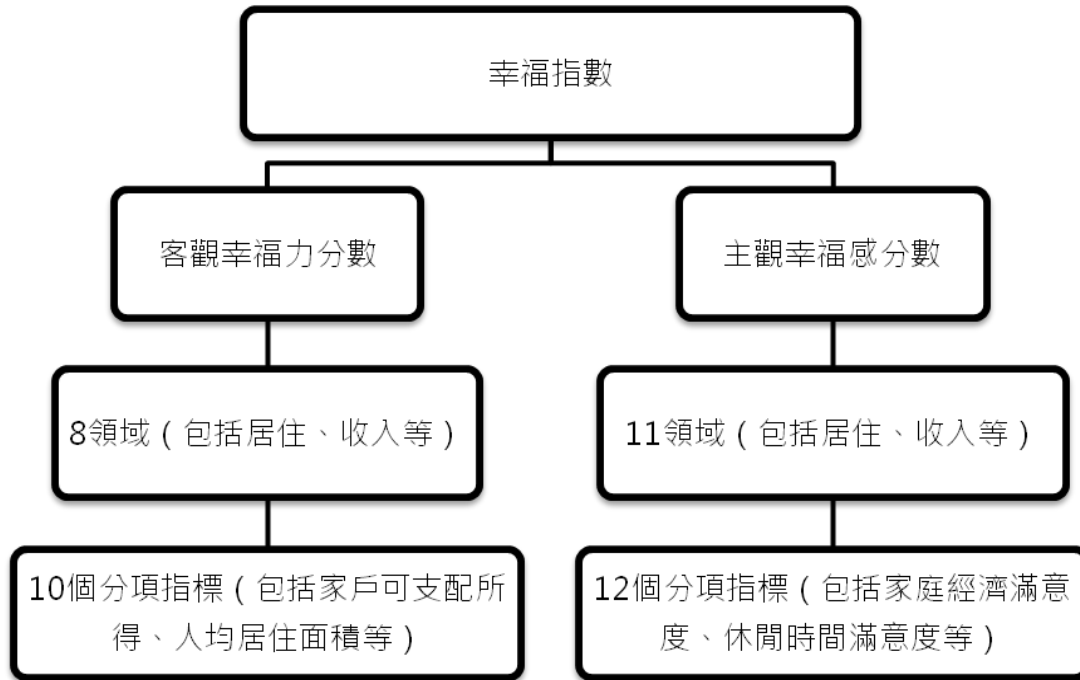 幸福指數
客觀幸福力分數
主觀幸福感分數
8領域（包括居住、收入等）
11領域（包括居住、收入等）
10個分項指標（包括家戶可支配所
得、人均居住面積等）
12個分項指標（包括家庭經濟滿意
度、休閒時間滿意度等）